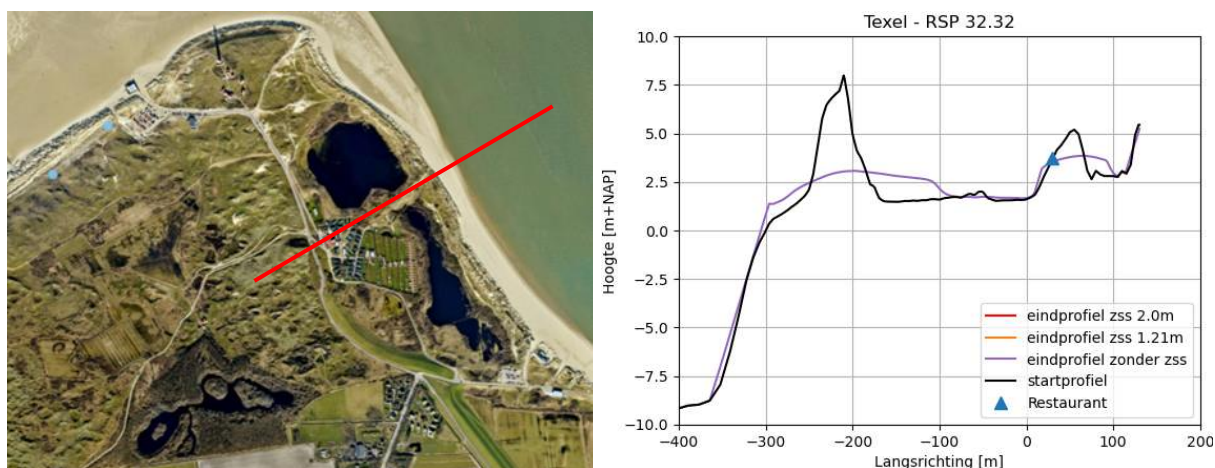 Texel - RSP 32.32
Hoogte [m+NAP]
10.0
7.5
5.0
2.5
0.0
−2.5
−5.0
−7.5
−10.0
eindprofiel zss 2.0m
eindprofiel zss 1.21m
eindprofiel zonder zss
startprofiel
Restaurant
−400 −300 −200 −100 0 100 200
Langsrichting [m]